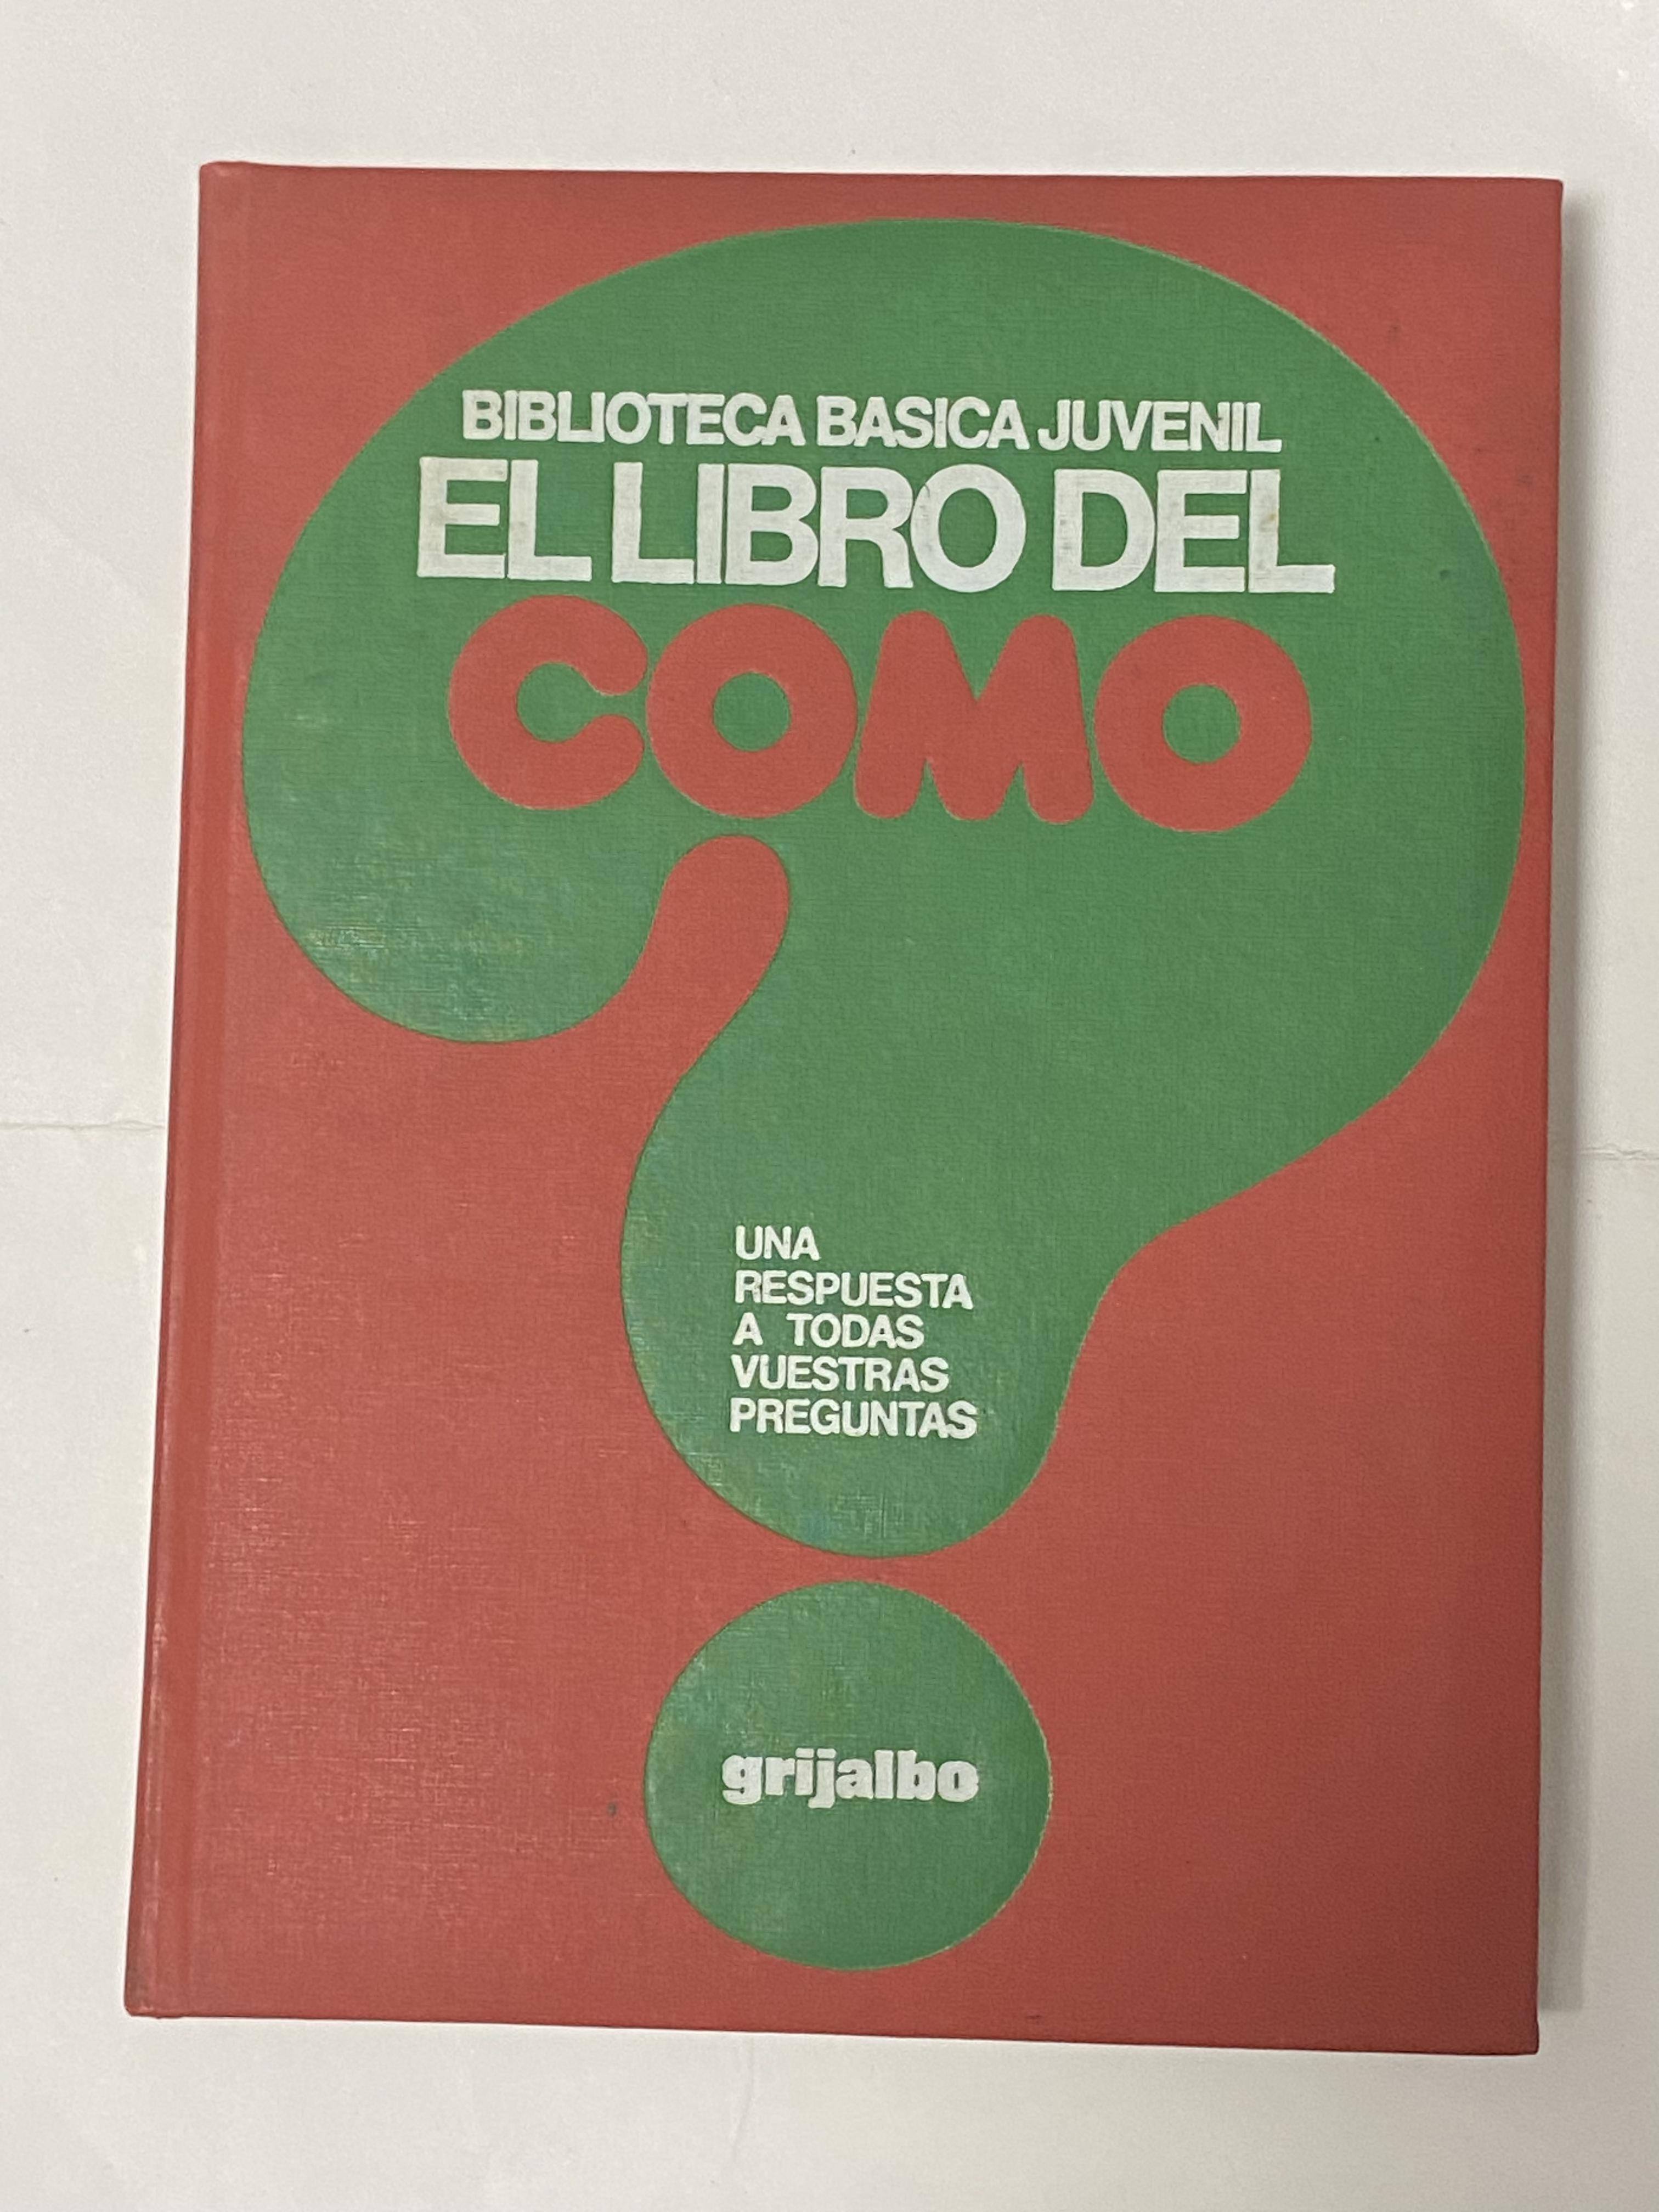 BIBLIOTECA BASICA JUVENIL
EL LIBRO DEL
COMO
UNA
RESPUESTA
A TODAS
VUESTRAS
PREGUNTAS
grijalbo